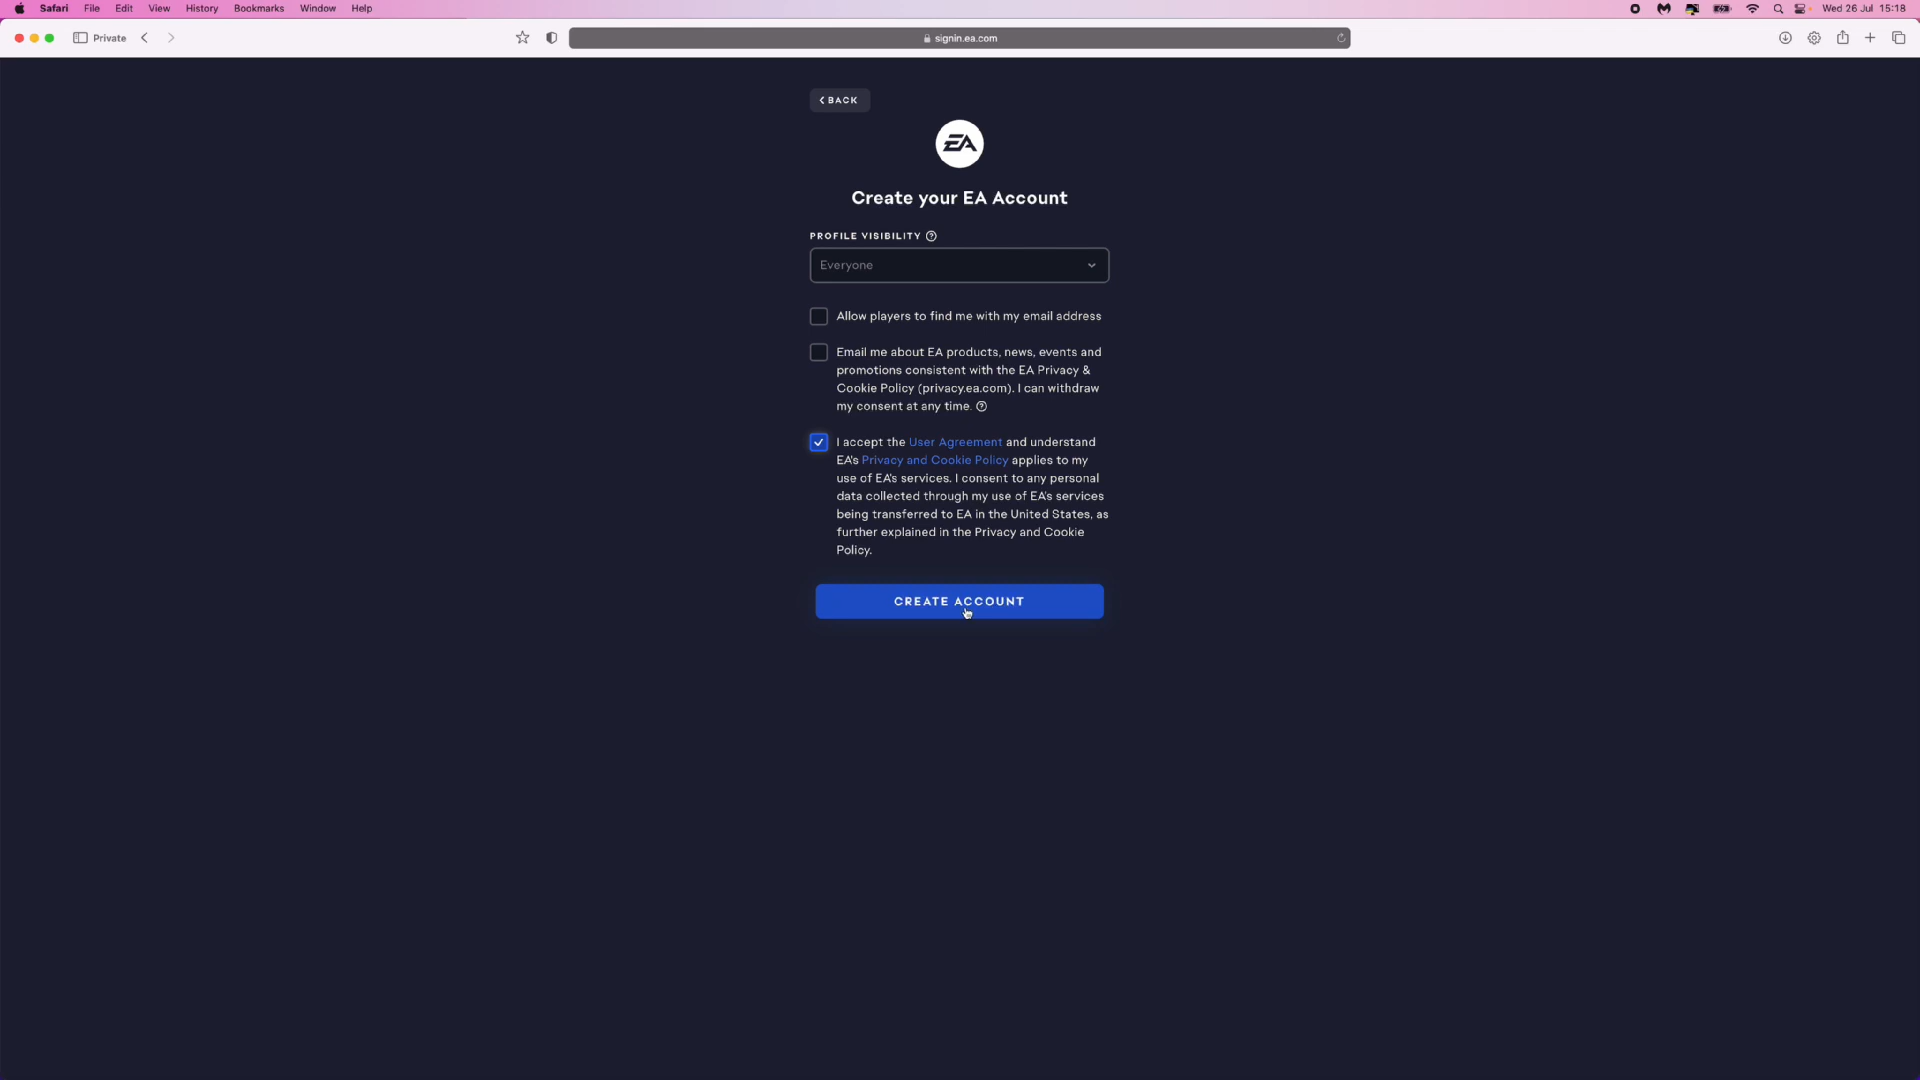 Safari File Edit View History Bookmarks Window Help Wed 26 Jul 15:18
Private signin.ea.com
BACK
EA
Create your EA Account
PROFILE VISIBILITY
Everyone
Allow players to find me with my email address
Email me about EA products, news, events and
promotions consistent with the EA Privacy &
Cookie Policy (privacy.ea.com). I can withdraw
my consent at any time.
I accept the User Agreement and understand
EA's Privacy and Cookie Policy applies to my
use of EA's services. I consent to any personal
data collected through my use of EA's services
being transferred to EA in the United States, as
further explained in the Privacy and Cookie
Policy.
CREATE ACCOUNT